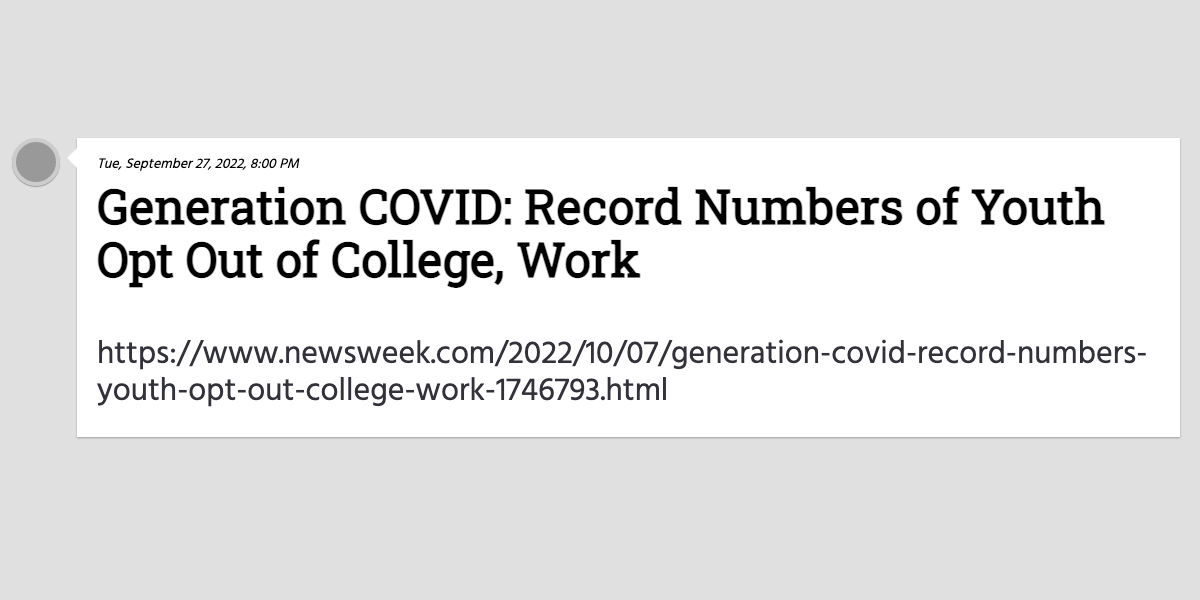 Tue, September 27, 2022, 8:00 PM
Generation COVID: Record Numbers of Youth
Opt Out of College, Work
https://www.newsweek.com/2022/10/07/generation-covid-record-numbers-
youth-opt-out-college-work-1746793.html